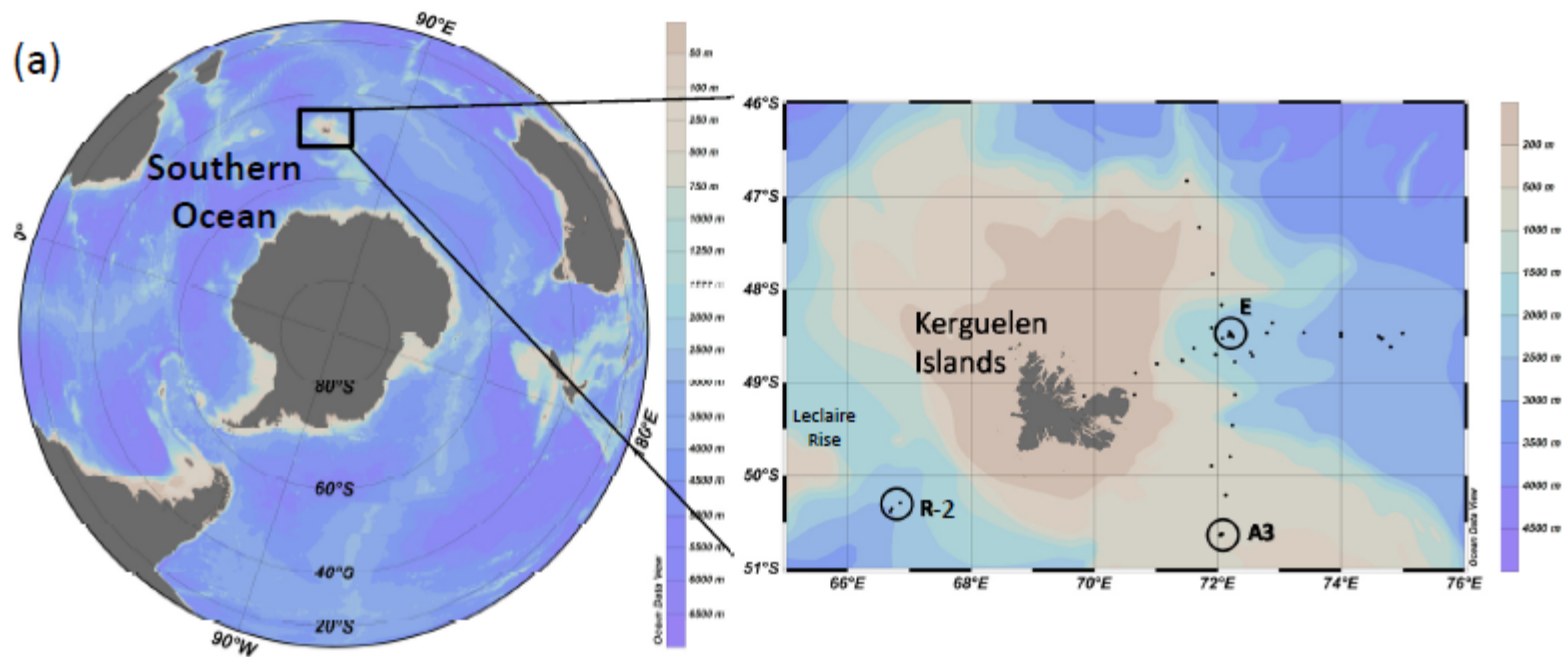 (a)
90°E
Southern
Ocean
0°
80°S
60°S
40°S
20°S
90°W
50 m
100 m
250 m
500 m
750 m
1000 m
1250 m
2000 m
2500 m
3000 m
3500 m
4000 m
4500 m
5000 m
5500 m
6000 m
6500 m
Ocean Data View
46°S
47°S
48°S
49°S
50°S
51°S
66°E
68°E
70°E
72°E
74°E
76°E
Kerguelen
Islands
Leclaire
Rise
E
R-2
A3
Ocean Data View
200 m
500 m
1000 m
1500 m
2000 m
2500 m
3000 m
3500 m
4000 m
4500 m